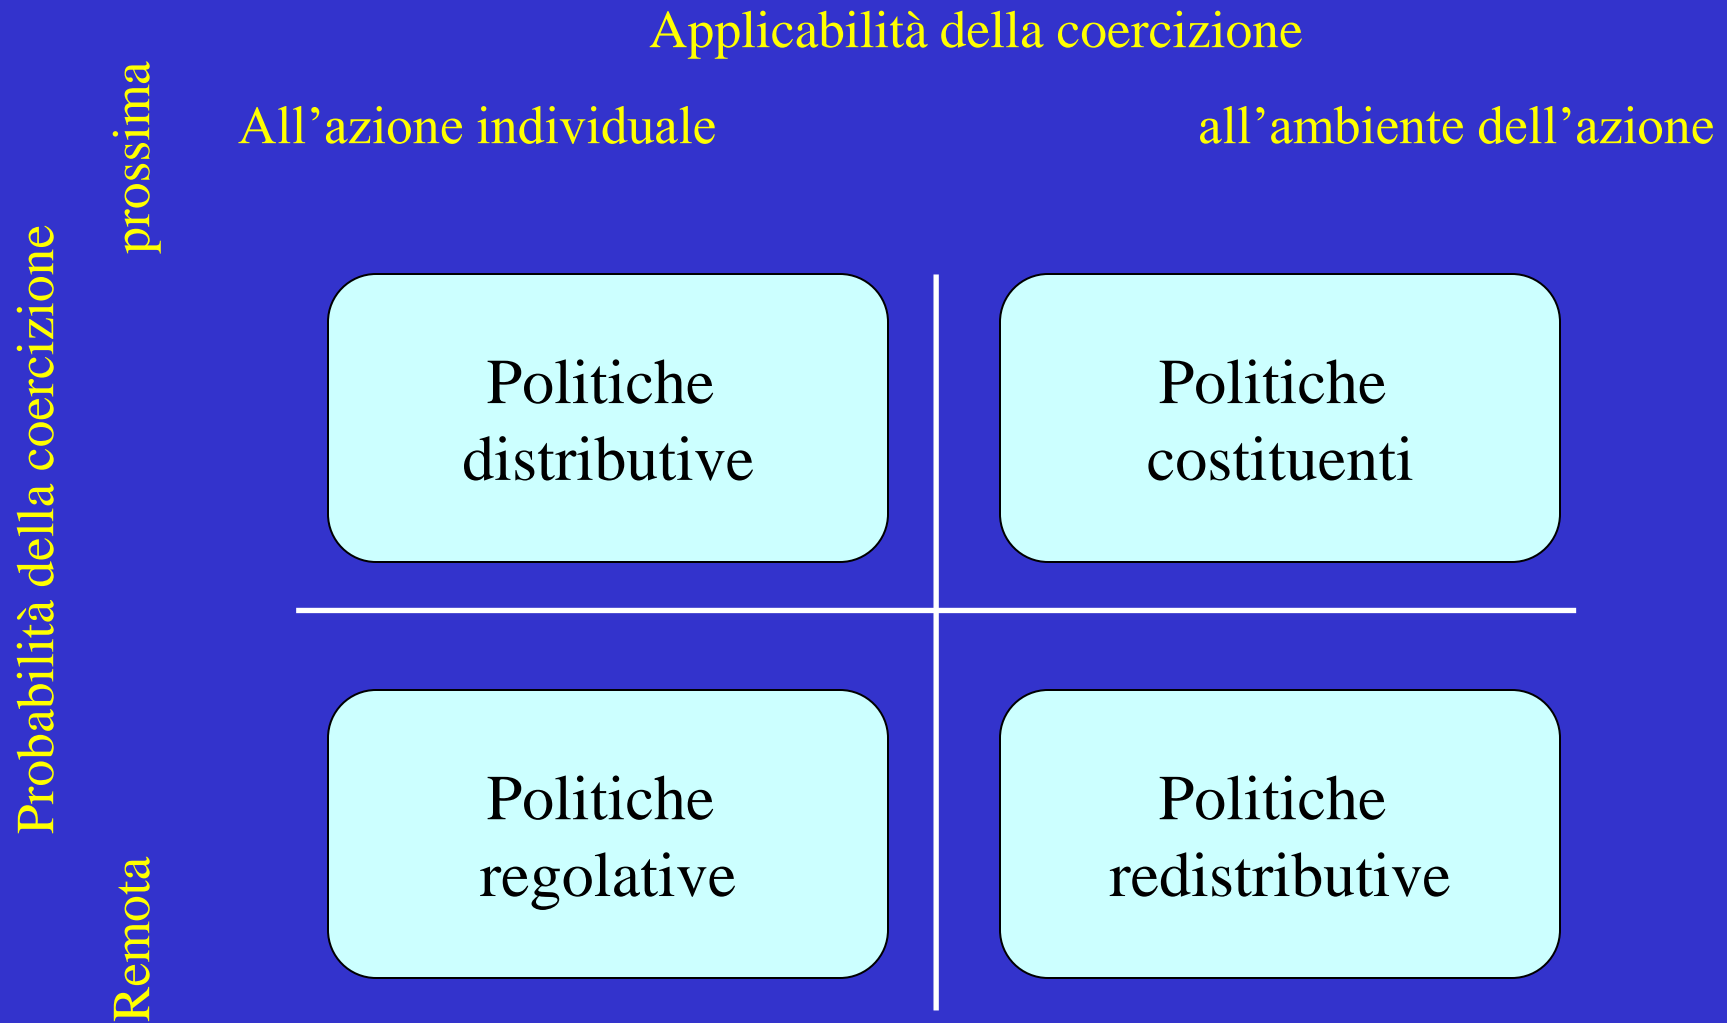 Applicabilità della coercizione
All’azione individuale
all’ambiente dell’azione
Probabilità della coercizione
prossima
Remota
Politiche
distributive
Politiche
costituenti
Politiche
regolative
Politiche
redistributive